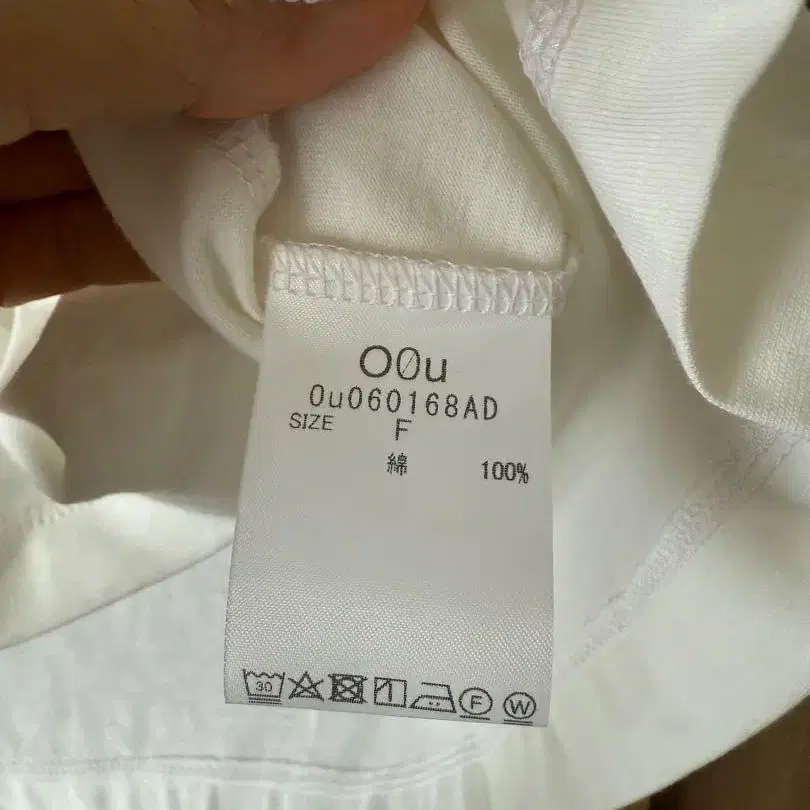 O0u
0u060168AD
SIZE F
綿 100%
30 F W